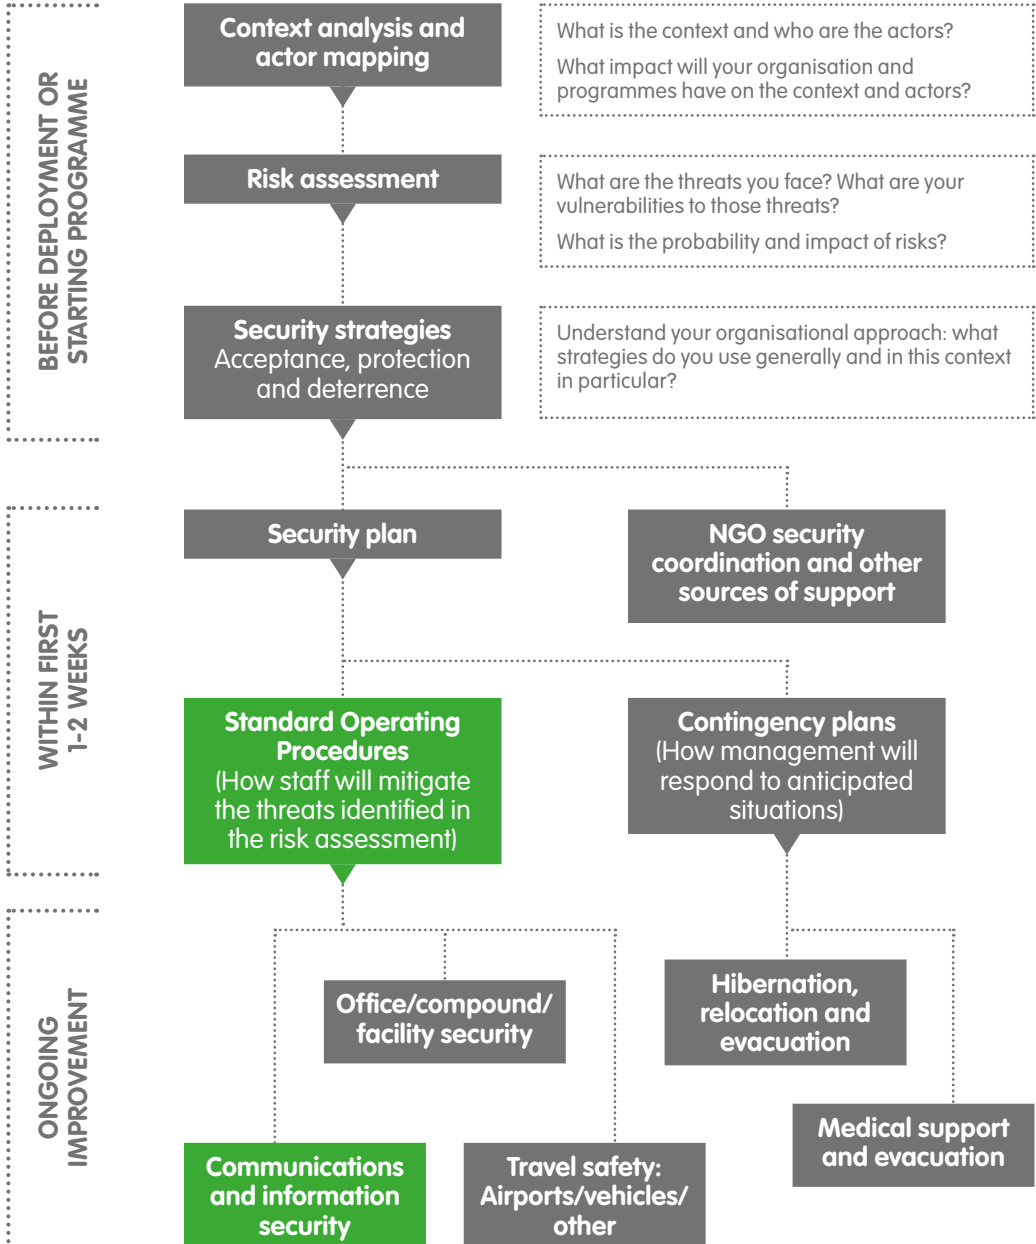 BEFORE DEPLOYMENT OR
STARTING PROGRAMME
Context analysis and
actor mapping
What is the context and who are the actors?
What impact will your organisation and
programmes have on the context and actors?
Risk assessment
What are the threats you face? What are your
vulnerabilities to those threats?
What is the probability and impact of risks?
Security strategies
Acceptance, protection
and deterrence
Understand your organisational approach: what
strategies do you use generally and in this context
in particular?
WITHIN FIRST
1-2 WEEKS
Security plan
NGO security
coordination and other
sources of support
Standard Operating
Procedures
(How staff will mitigate
the threats identified in
the risk assessment)
Contingency plans
(How management will
respond to anticipated
situations)
ONGOING
IMPROVEMENT
Office/compound/
facility security
Hibernation,
relocation and
evacuation
Communications
and information
security
Travel safety:
Airports/vehicles/
other
Medical support
and evacuation